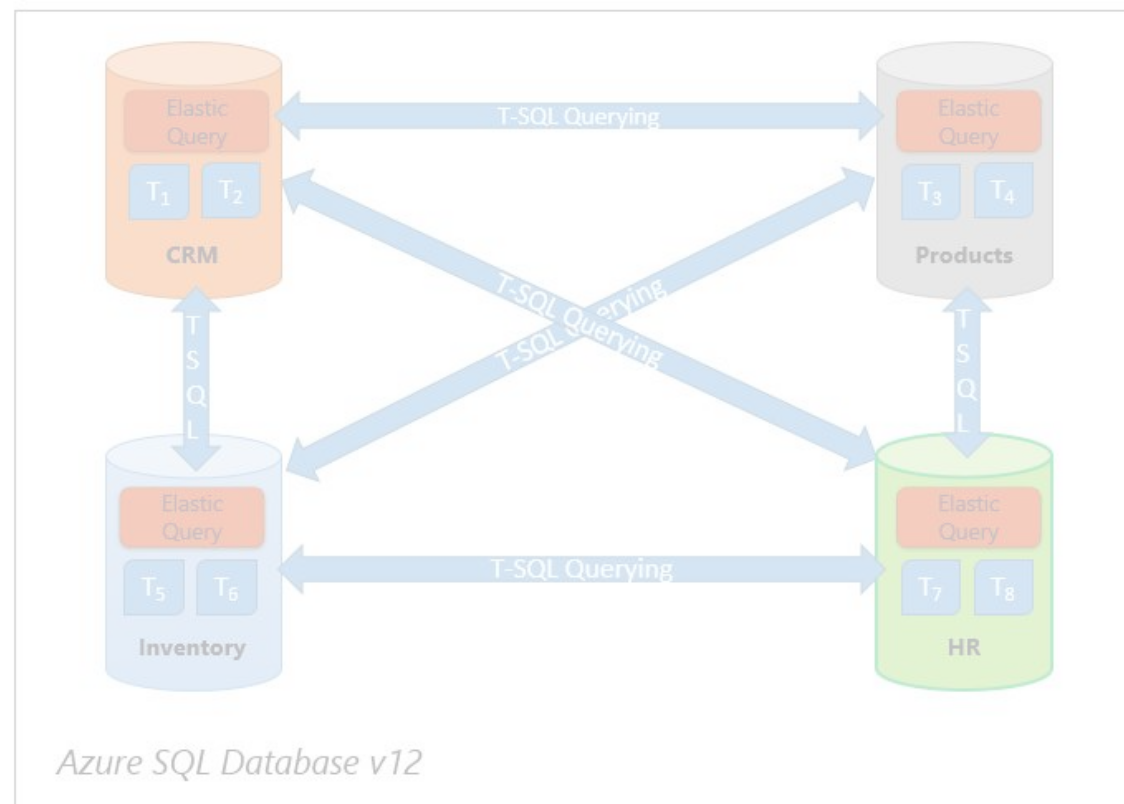 Elastic
Query
T1 T2
CRM
T-SQL Querying
Elastic
Query
T3 T4
Products
T-SQL Querying
T-SQL Querying
T
S
Q
L
T
S
Q
L
Elastic
Query
T5 T6
Inventory
T-SQL Querying
Elastic
Query
T7 T8
HR
Azure SQL Database v12